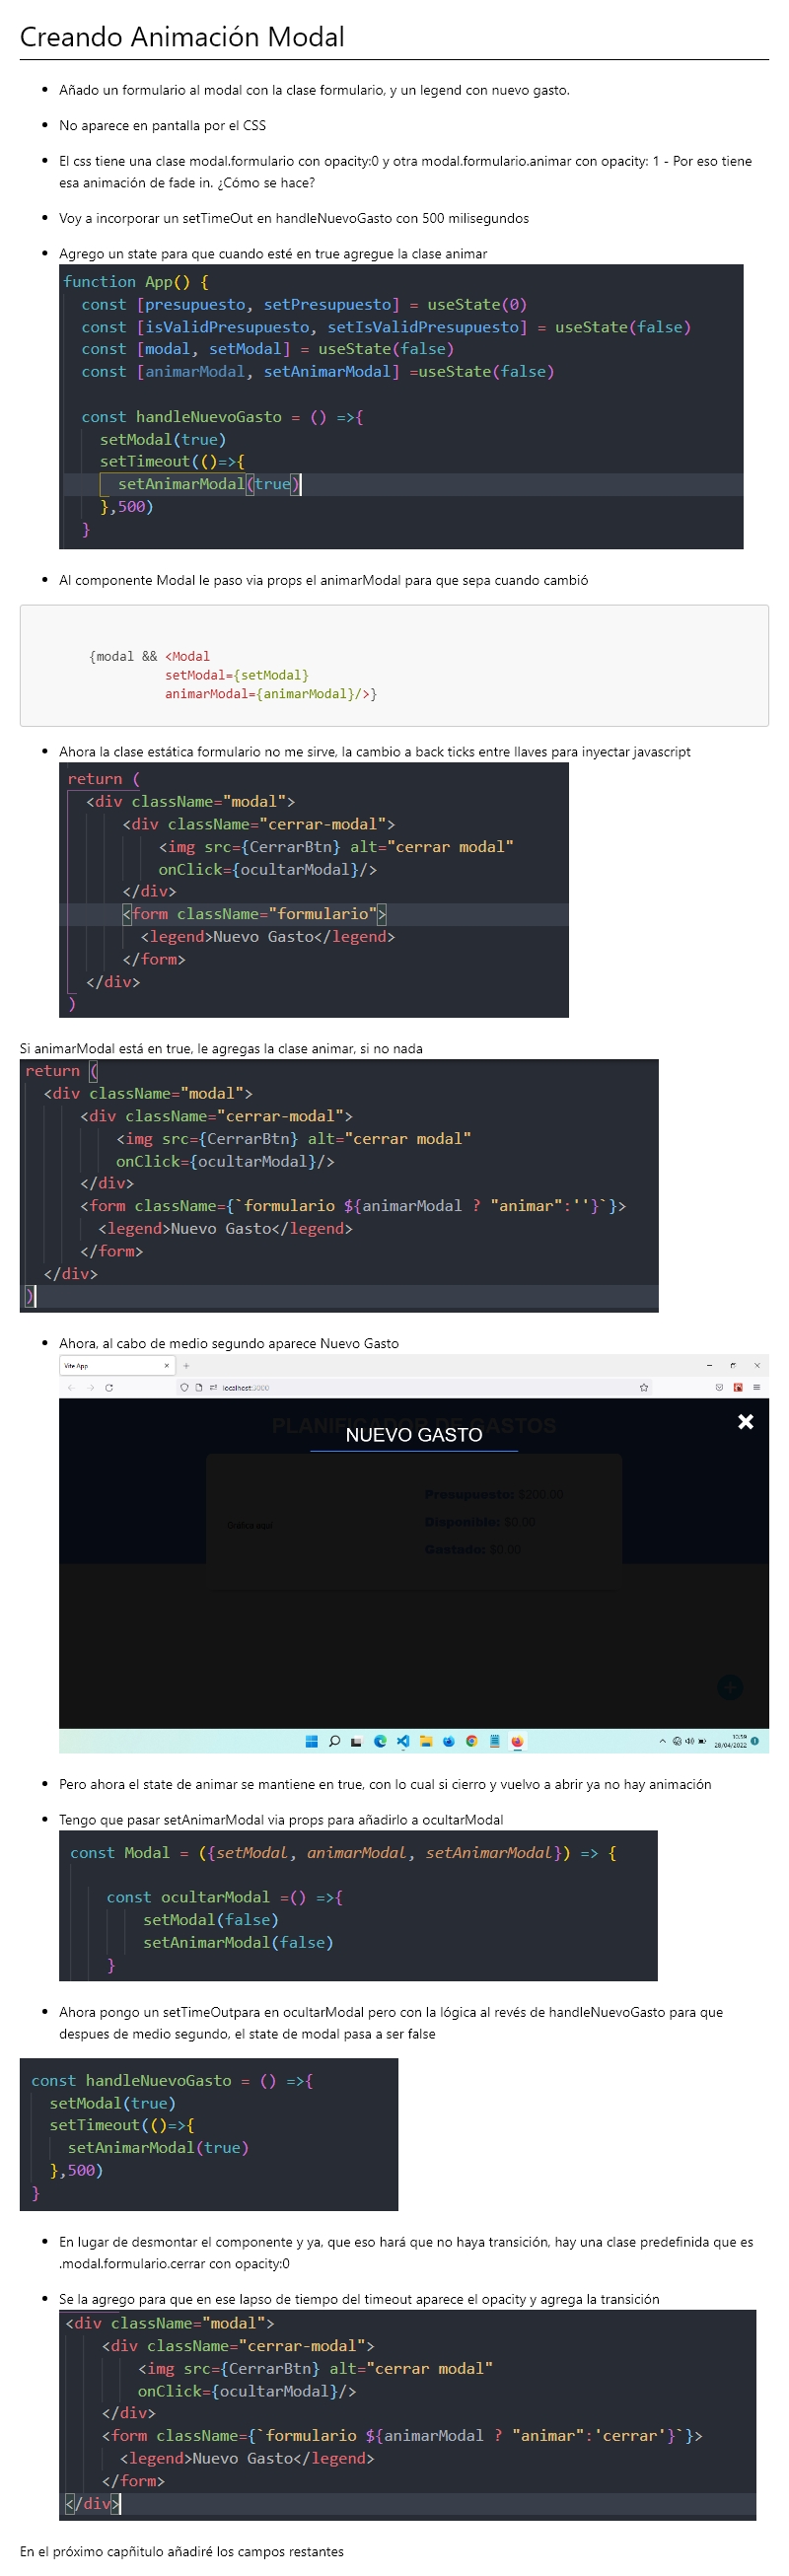 Creando Animación Modal
Añado un formulario al modal con la clase formulario, y un legend con nuevo gasto.
No aparece en pantalla por el CSS
El css tiene una clase modal.formulario con opacity:0 y otra modal.formulario.animar con opacity: 1 - Por eso tiene
esa animación de fade in. ¿Cómo se hace?
Voy a incorporar un setTimeOut en handleNuevoGasto con 500 milisegundos
Agrego un state para que cuando esté en true agregue la clase animar
function App() {
const [presupuesto, setPresupuesto] = useState(0)
const [isValidPresupuesto, setIsValidPresupuesto] = useState(false)
const [modal, setModal] = useState(false)
const [animarModal, setAnimarModal] =useState(false)
const handleNuevoGasto = () =>{
setModal(true)
setTimeout(()=>{
setAnimarModal(true)
},500)
}
Al componente Modal le paso via props el animarModal para que sepa cuando cambió
{modal && <Modal
setModal={setModal}
animarModal={animarModal}/>}
Ahora la clase estática formulario no me sirve, la cambio a back ticks entre llaves para inyectar javascript
return (
<div className="modal">
<div className="cerrar-modal">
<img src={CerrarBtn} alt="cerrar modal"
onClick={ocultarModal}/>
</div>
<form className="formulario">
<legend>Nuevo Gasto</legend>
</form>
</div>
)
Si animarModal está en true, le agregas la clase animar, si no nada
return (
<div className="modal">
<div className="cerrar-modal">
<img src={CerrarBtn} alt="cerrar modal"
onClick={ocultarModal}/>
</div>
<form className={`formulario ${animarModal ? "animar":''}`}>
<legend>Nuevo Gasto</legend>
</form>
</div>
)
Ahora, al cabo de medio segundo aparece Nuevo Gasto
Vite App
localhost:3000
PLANIFICADOR DE GASTOS
NUEVO GASTO
Presupuesto: $200.00
Gráfica aquí
Disponible: $0.00
Gastado: $0.00
28/04/2022
Pero ahora el state de animar se mantiene en true, con lo cual si cierro y vuelvo a abrir ya no hay animación
Tengo que pasar setAnimarModal via props para añadirlo a ocultarModal
const Modal = ({setModal, animarModal, setAnimarModal}) => {
const ocultarModal =() =>{
setModal(false)
setAnimarModal(false)
}
Ahora pongo un setTimeOutpara en ocultarModal pero con la lógica al revés de handleNuevoGasto para que
despues de medio segundo, el state de modal pasa a ser false
const handleNuevoGasto = () =>{
setModal(true)
setTimeout(()=>{
setAnimarModal(true)
},500)
}
En lugar de desmontar el componente y ya, que eso hará que no haya transición, hay una clase predefinida que es
.modal.formulario.cerrar con opacity:0
Se la agrego para que en ese lapso de tiempo del timeout aparece el opacity y agrega la transición
<div className="modal">
<div className="cerrar-modal">
<img src={CerrarBtn} alt="cerrar modal"
onClick={ocultarModal}/>
</div>
<form className={`formulario ${animarModal ? "animar":'cerrar'}`}>
<legend>Nuevo Gasto</legend>
</form>
</div>
En el próximo capñitulo añadiré los campos restantes